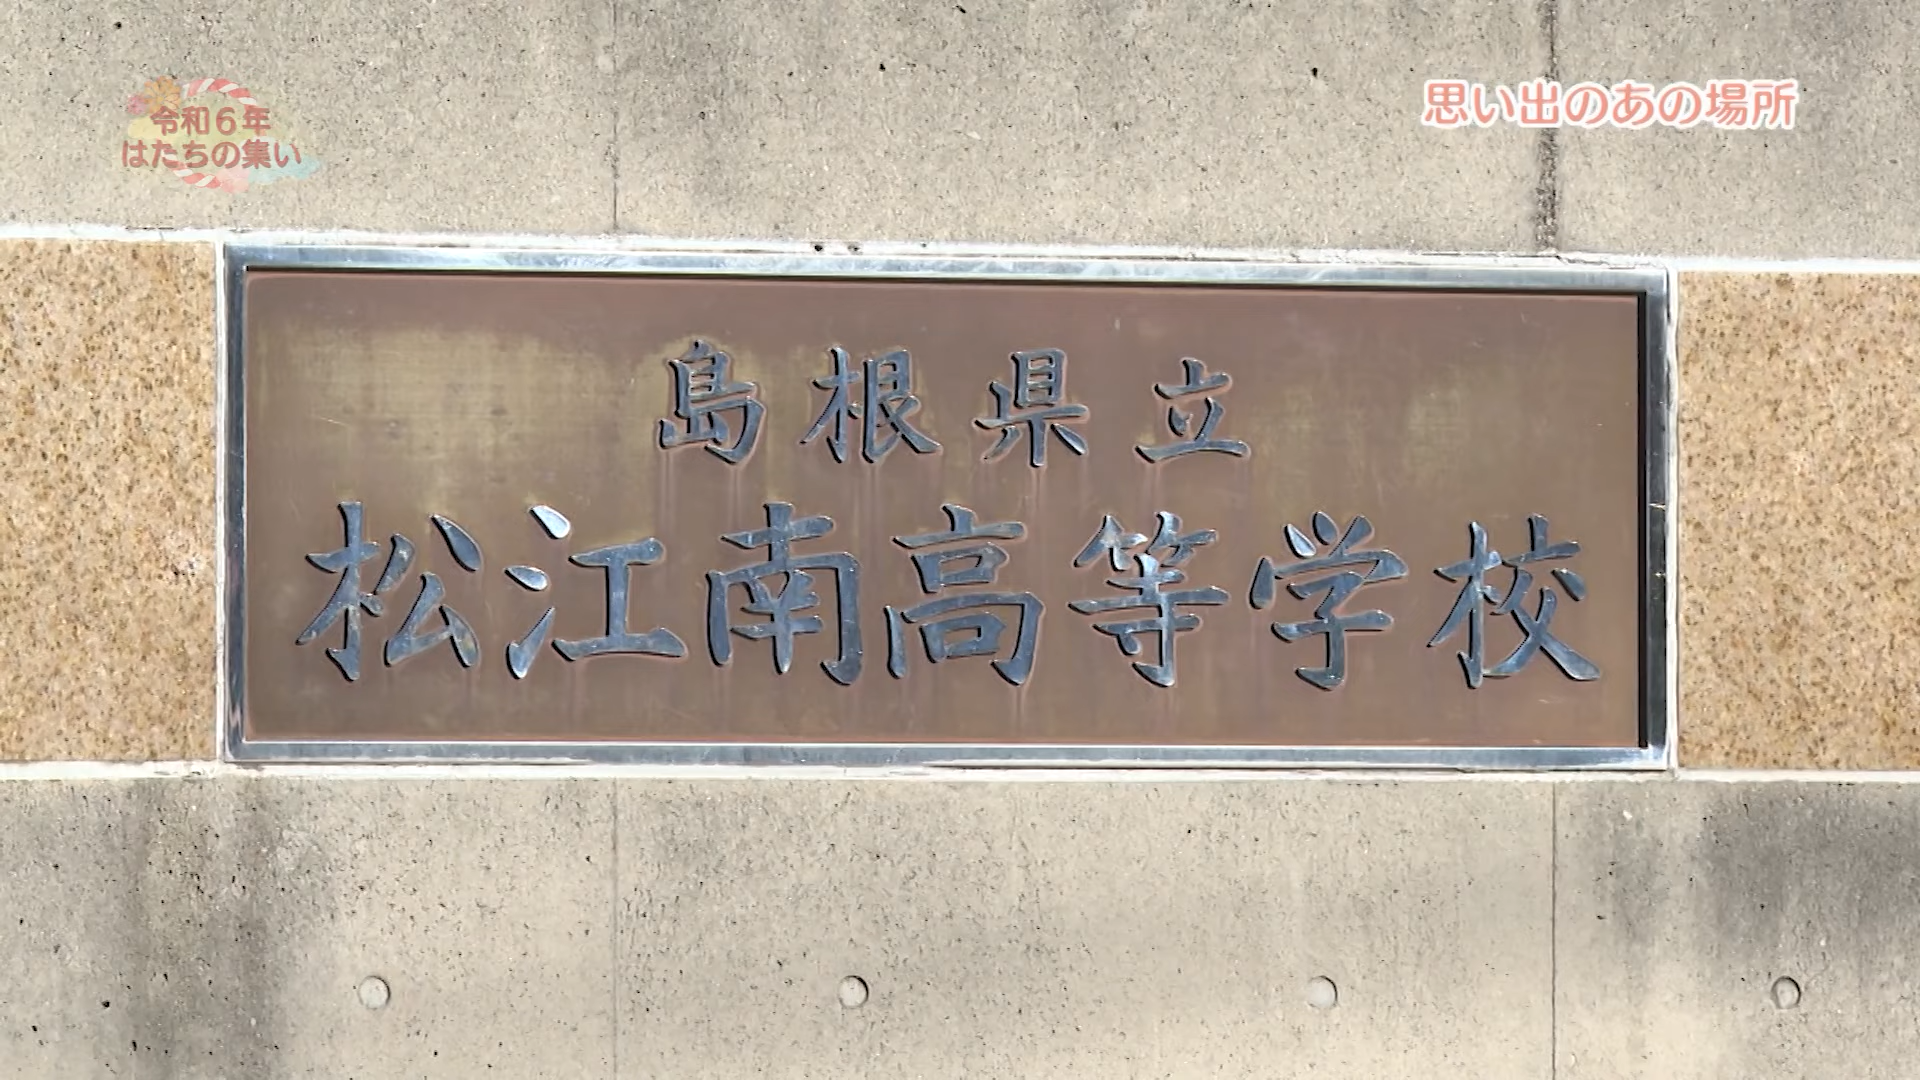 令和6年
はたちの集い
思い出のあの場所
島根県立
松江南高等学校